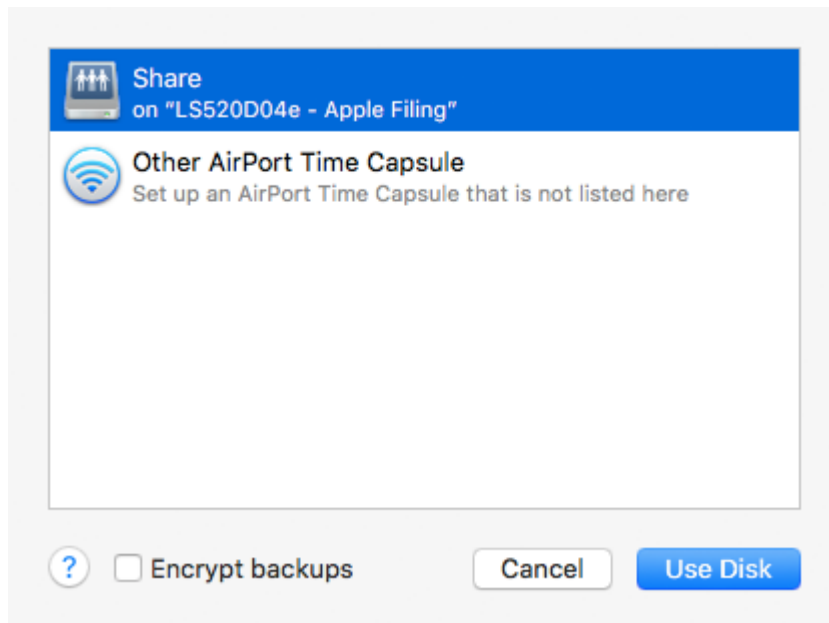 Share
on "LS520D04e - Apple Filing"
Other AirPort Time Capsule
Set up an AirPort Time Capsule that is not listed here
? Encrypt backups Cancel Use Disk